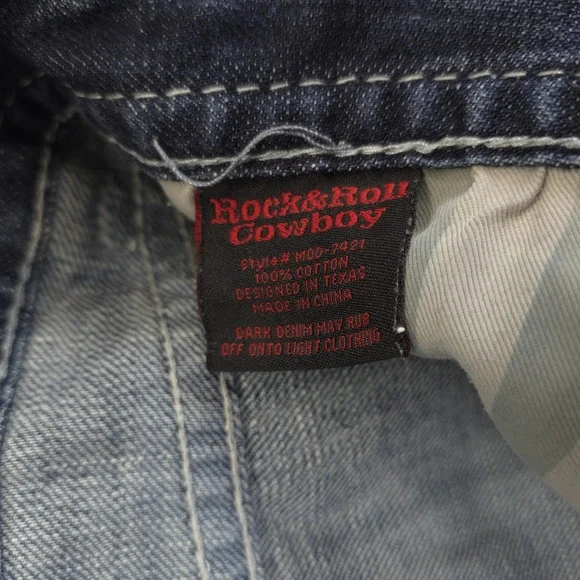 Rock&Roll
Cowboy
Style# M0D-7421
100% COTTON
DESIGNED IN TEXAS
MADE IN CHINA
DARK DENIM MAY RUB
OFF ONTO LIGHT CLOTHING